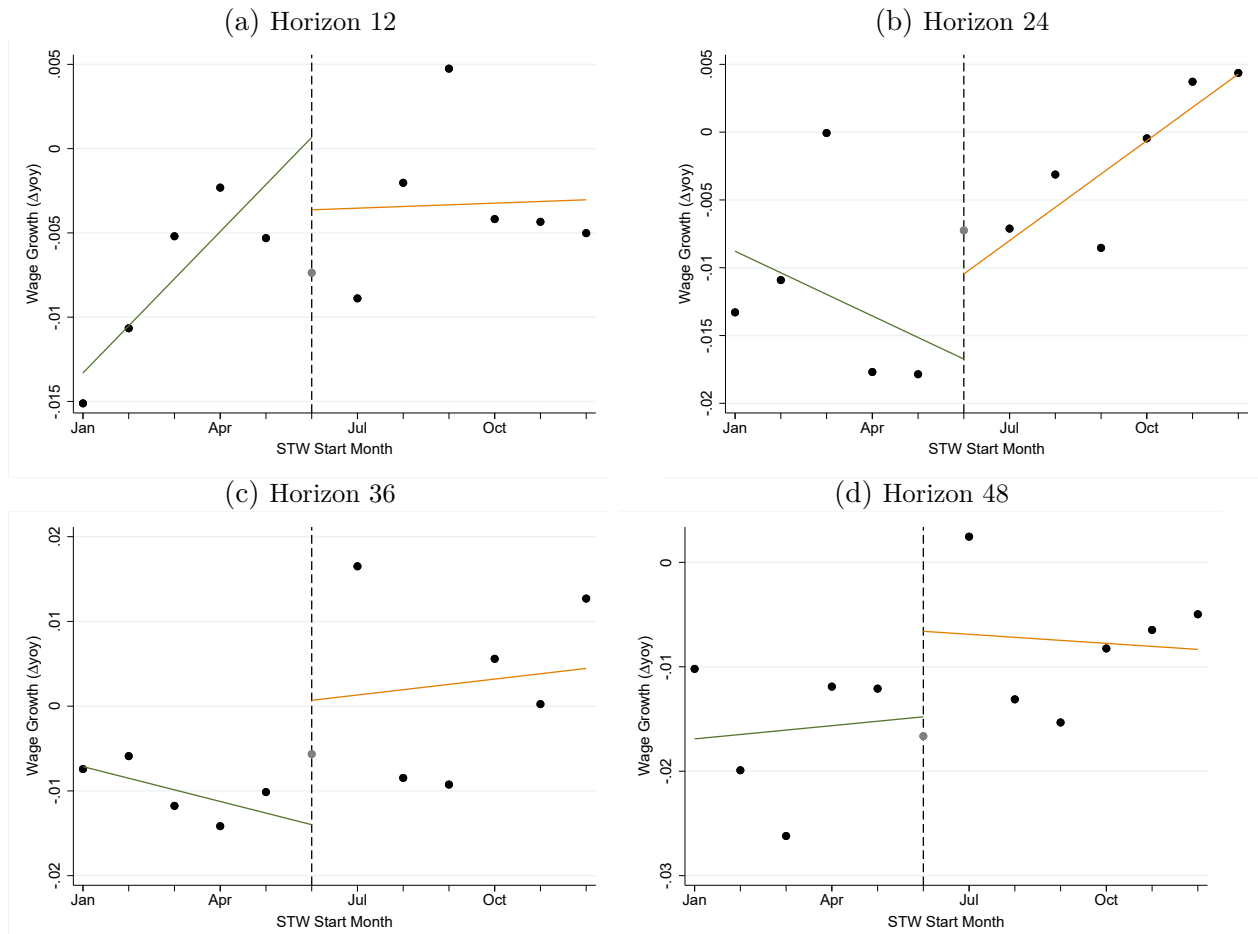 (a) Horizon 12
.005
0
-.005
-.01
-.015
Wage Growth (Δyoy)
Jan Apr Jul Oct
STW Start Month
(b) Horizon 24
.005
0
-.005
-.01
-.015
-.02
Wage Growth (Δyoy)
Jan Apr Jul Oct
STW Start Month
(c) Horizon 36
.02
.01
0
-.01
-.02
Wage Growth (Δyoy)
Jan Apr Jul Oct
STW Start Month
(d) Horizon 48
0
-.01
-.02
-.03
Wage Growth (Δyoy)
Jan Apr Jul Oct
STW Start Month